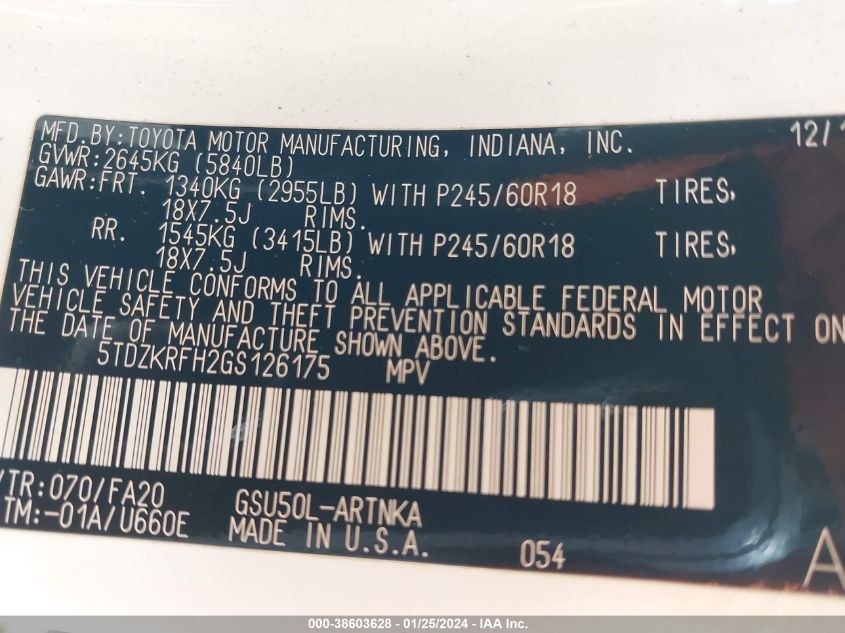 MFD.BY:TOYOTA MOTOR MANUFACTURING, INDIANA, INC. 12/1
GVWR:2645KG (5840LB)
GAWR:FRT. 1340KG (2955LB) WITH P245/60R18 TIRES,
18X7.5J RIMS.
RR. 1545KG (3415LB) WITH P245/60R18 TIRES,
18X7.5J RIMS.
THIS VEHICLE CONFORMS TO ALL APPLICABLE FEDERAL MOTOR
VEHICLE SAFETY AND THEFT PREVENTION STANDARDS IN EFFECT ON
THE DATE OF MANUFACTURE SHOWN ABOVE.
5TDZKRFH2GS126175 MPV
/TR:070/FA20 GSU50L-ARTNKA
TM:-01A/U660E MADE IN U.S.A. 054 A
000-38603628 - 01/25/2024 - IAA Inc.